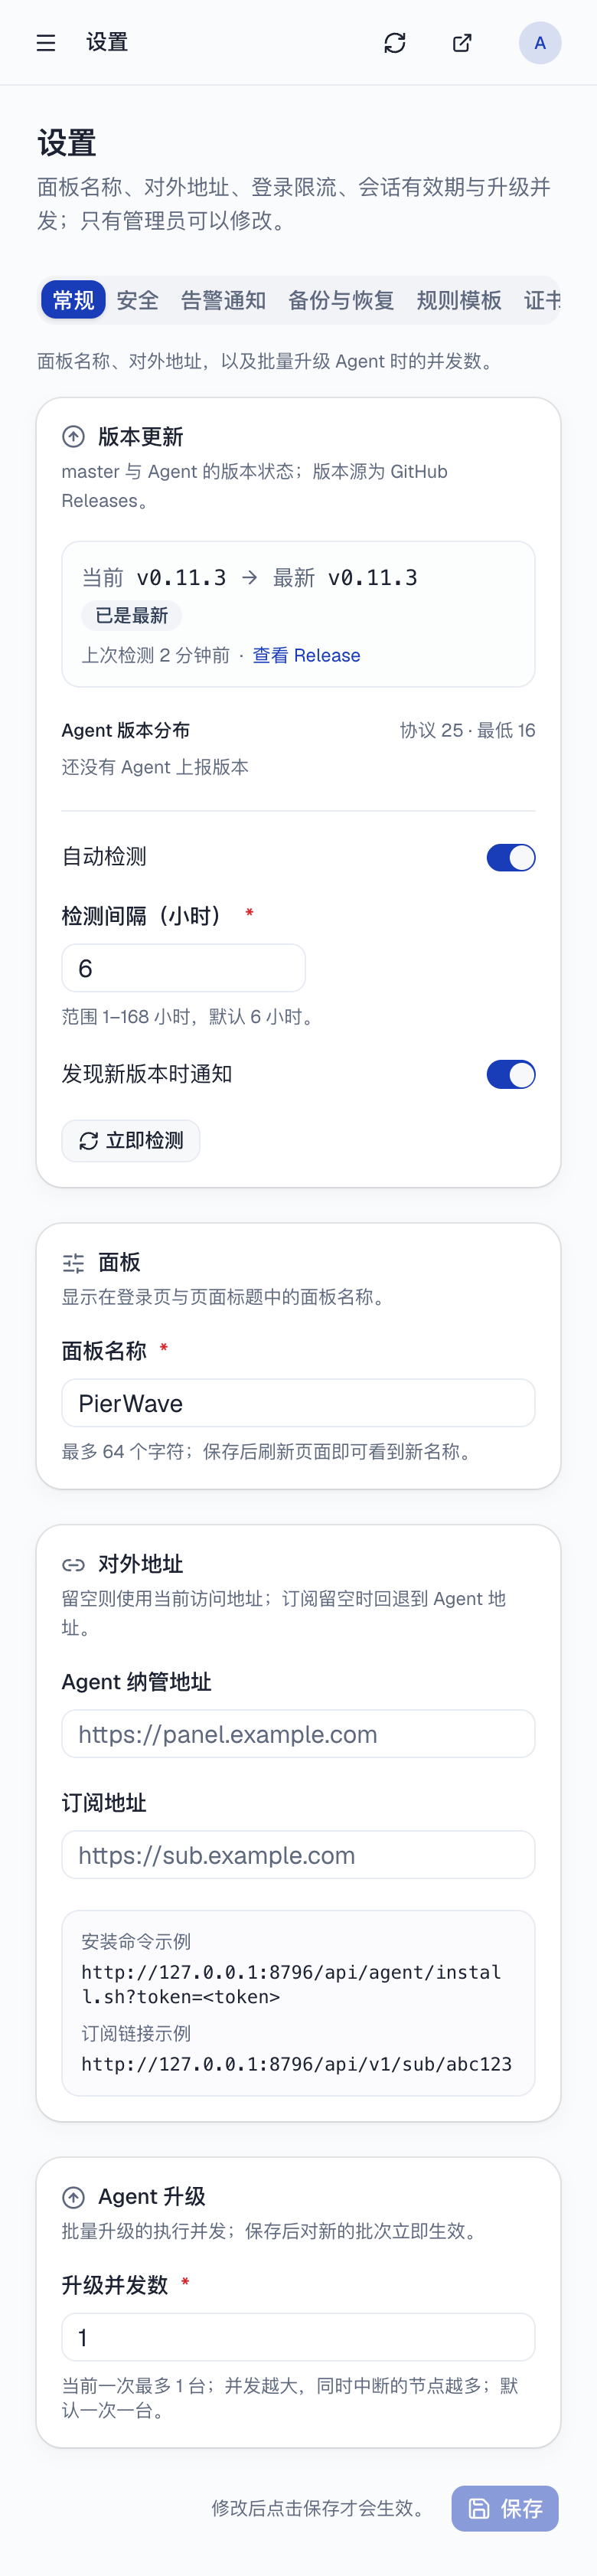 设置
A
设置
面板名称、对外地址、登录限流、会话有效期与升级并
发；只有管理员可以修改。
常规 安全 告警通知 备份与恢复 规则模板 证书
面板名称、对外地址，以及批量升级 Agent 时的并发数。
版本更新
master 与 Agent 的版本状态；版本源为 GitHub
Releases。
当前 v0.11.3 → 最新 v0.11.3
已是最新
上次检测 2 分钟前 · 查看 Release
Agent 版本分布 协议 25 · 最低 16
还没有 Agent 上报版本
自动检测
检测间隔（小时） *
6
范围 1–168 小时，默认 6 小时。
发现新版本时通知
立即检测
面板
显示在登录页与页面标题中的面板名称。
面板名称 *
PierWave
最多 64 个字符；保存后刷新页面即可看到新名称。
对外地址
留空则使用当前访问地址；订阅留空时回退到 Agent 地
址。
Agent 纳管地址
https://panel.example.com
订阅地址
https://sub.example.com
安装命令示例
http://127.0.0.1:8796/api/agent/instal
l.sh?token=<token>
订阅链接示例
http://127.0.0.1:8796/api/v1/sub/abc123
Agent 升级
批量升级的执行并发；保存后对新的批次立即生效。
升级并发数 *
1
当前一次最多 1 台；并发越大，同时中断的节点越多；默
认一次一台。
修改后点击保存才会生效。 保存